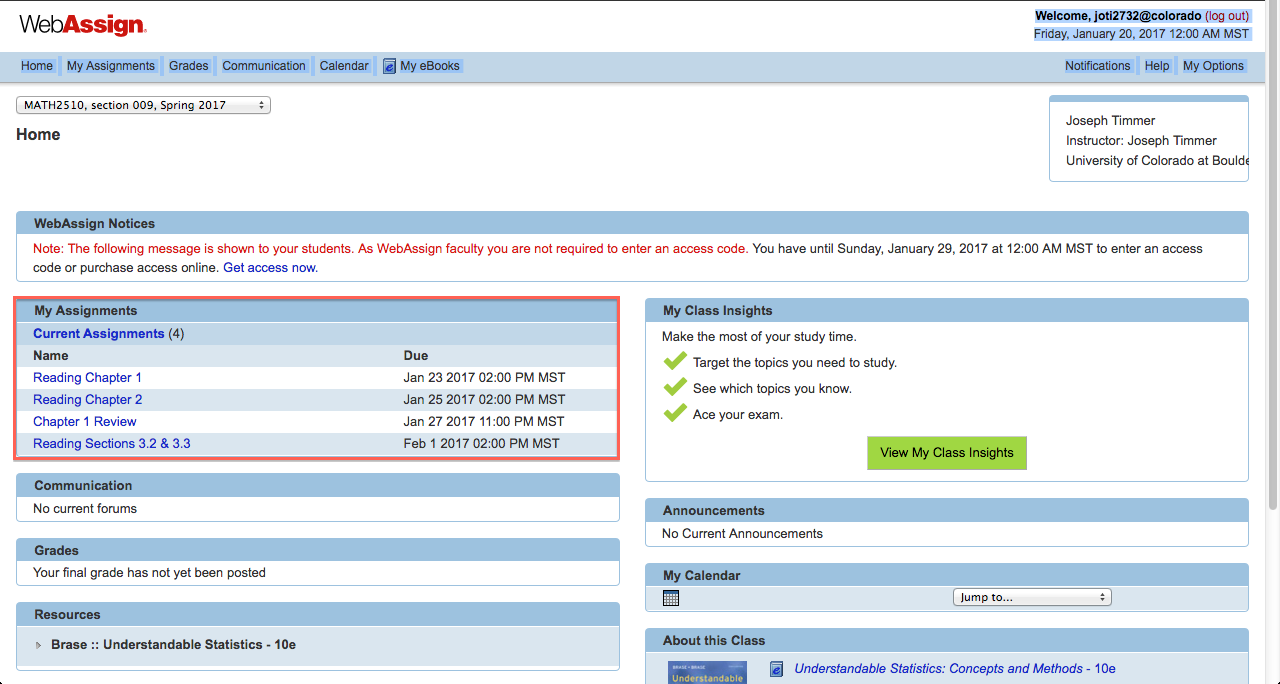 WebAssign.
Welcome, joti2732@colorado (log out)
Friday, January 20, 2017 12:00 AM MST
Home My Assignments Grades Communication Calendar My eBooks Notifications Help My Options
MATH2510, section 009, Spring 2017
Home
Joseph Timmer
Instructor: Joseph Timmer
University of Colorado at Boulde
WebAssign Notices
Note: The following message is shown to your students. As WebAssign faculty you are not required to enter an access code. You have until Sunday, January 29, 2017 at 12:00 AM MST to enter an access
code or purchase access online. Get access now.
My Assignments
Current Assignments (4)
Name Due
Reading Chapter 1 Jan 23 2017 02:00 PM MST
Reading Chapter 2 Jan 25 2017 02:00 PM MST
Chapter 1 Review Jan 27 2017 11:00 PM MST
Reading Sections 3.2 & 3.3 Feb 1 2017 02:00 PM MST
Communication
No current forums
Grades
Your final grade has not yet been posted
Resources
Brase :: Understandable Statistics - 10e
My Class Insights
Make the most of your study time.
Target the topics you need to study.
See which topics you know.
Ace your exam.
View My Class Insights
Announcements
No Current Announcements
My Calendar
Jump to...
About this Class
BRASE • BRASE
Understandable
Understandable Statistics: Concepts and Methods - 10e